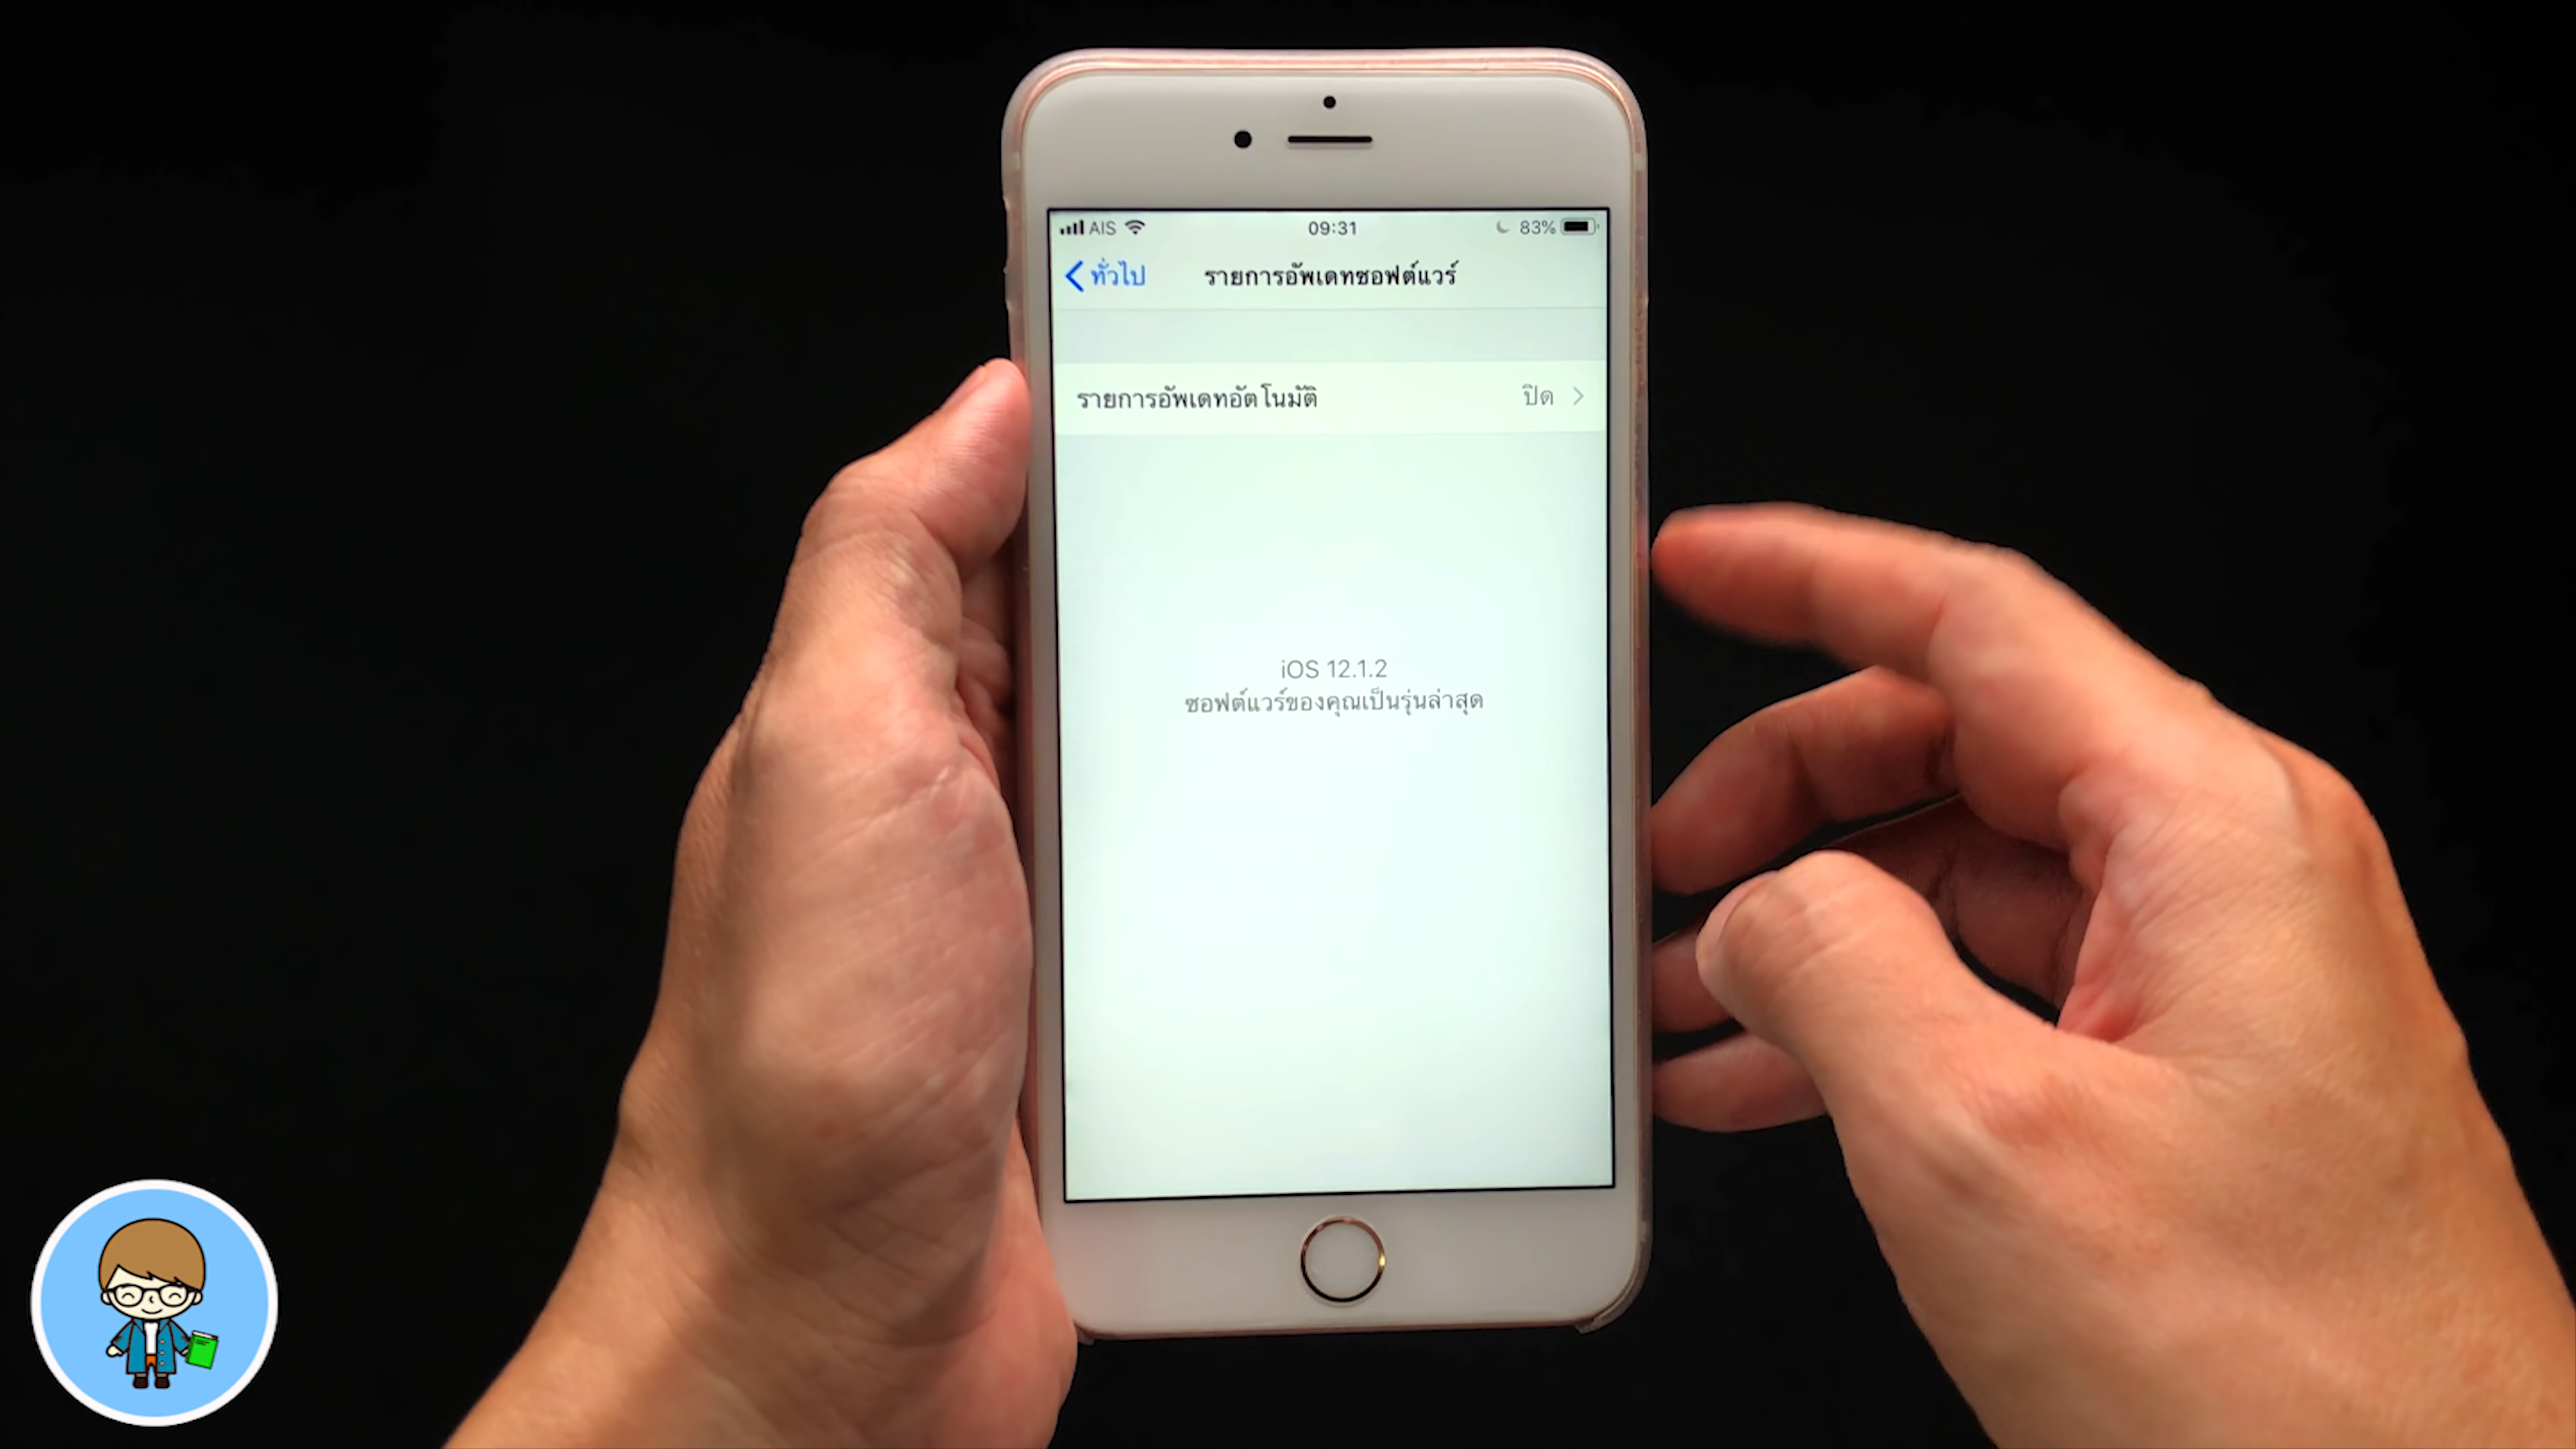 AIS 09:31 83%
ทั่วไป รายการอัพเดทซอฟต์แวร์
รายการอัพเดทอัตโนมัติ ปิด
iOS 12.1.2
ซอฟต์แวร์ของคุณเป็นรุ่นล่าสุด